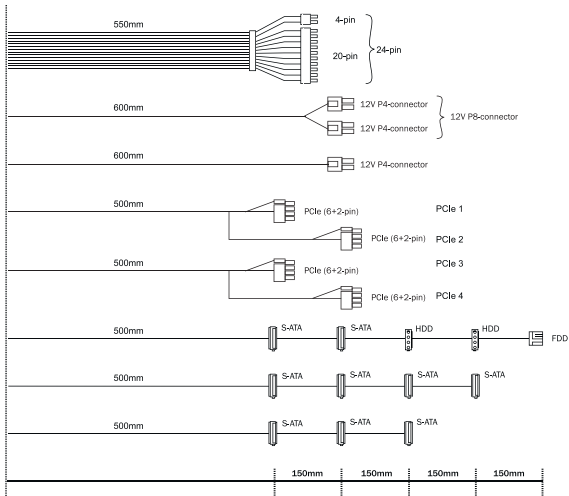 550mm
4-pin
20-pin
24-pin
600mm
12V P4-connector
12V P4-connector
12V P8-connector
600mm
12V P4-connector
500mm
PCIe (6+2-pin)
PCIe 1
PCIe (6+2-pin)
PCIe 2
500mm
PCIe (6+2-pin)
PCIe 3
PCIe (6+2-pin)
PCIe 4
500mm
S-ATA
S-ATA
HDD
HDD
FDD
500mm
S-ATA
S-ATA
S-ATA
S-ATA
500mm
S-ATA
S-ATA
S-ATA
150mm
150mm
150mm
150mm